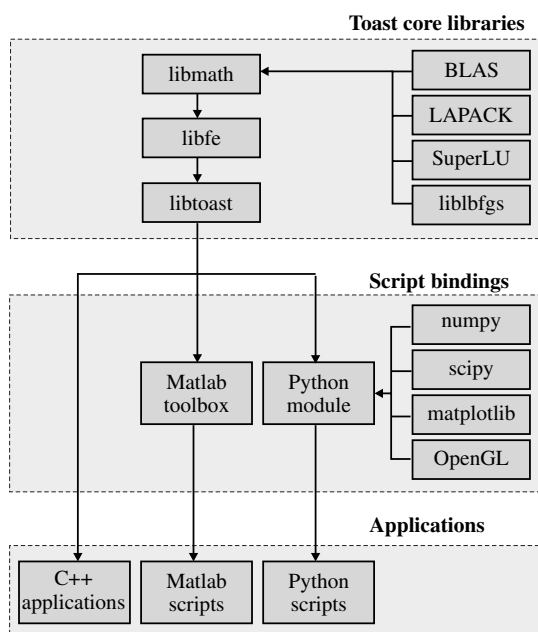 Toast core libraries
libmath
BLAS
libfe
LAPACK
SuperLU
libtoast
liblbfgs
Script bindings
numpy
Matlab
toolbox
Python
module
scipy
matplotlib
OpenGL
Applications
C++
applications
Matlab
scripts
Python
scripts